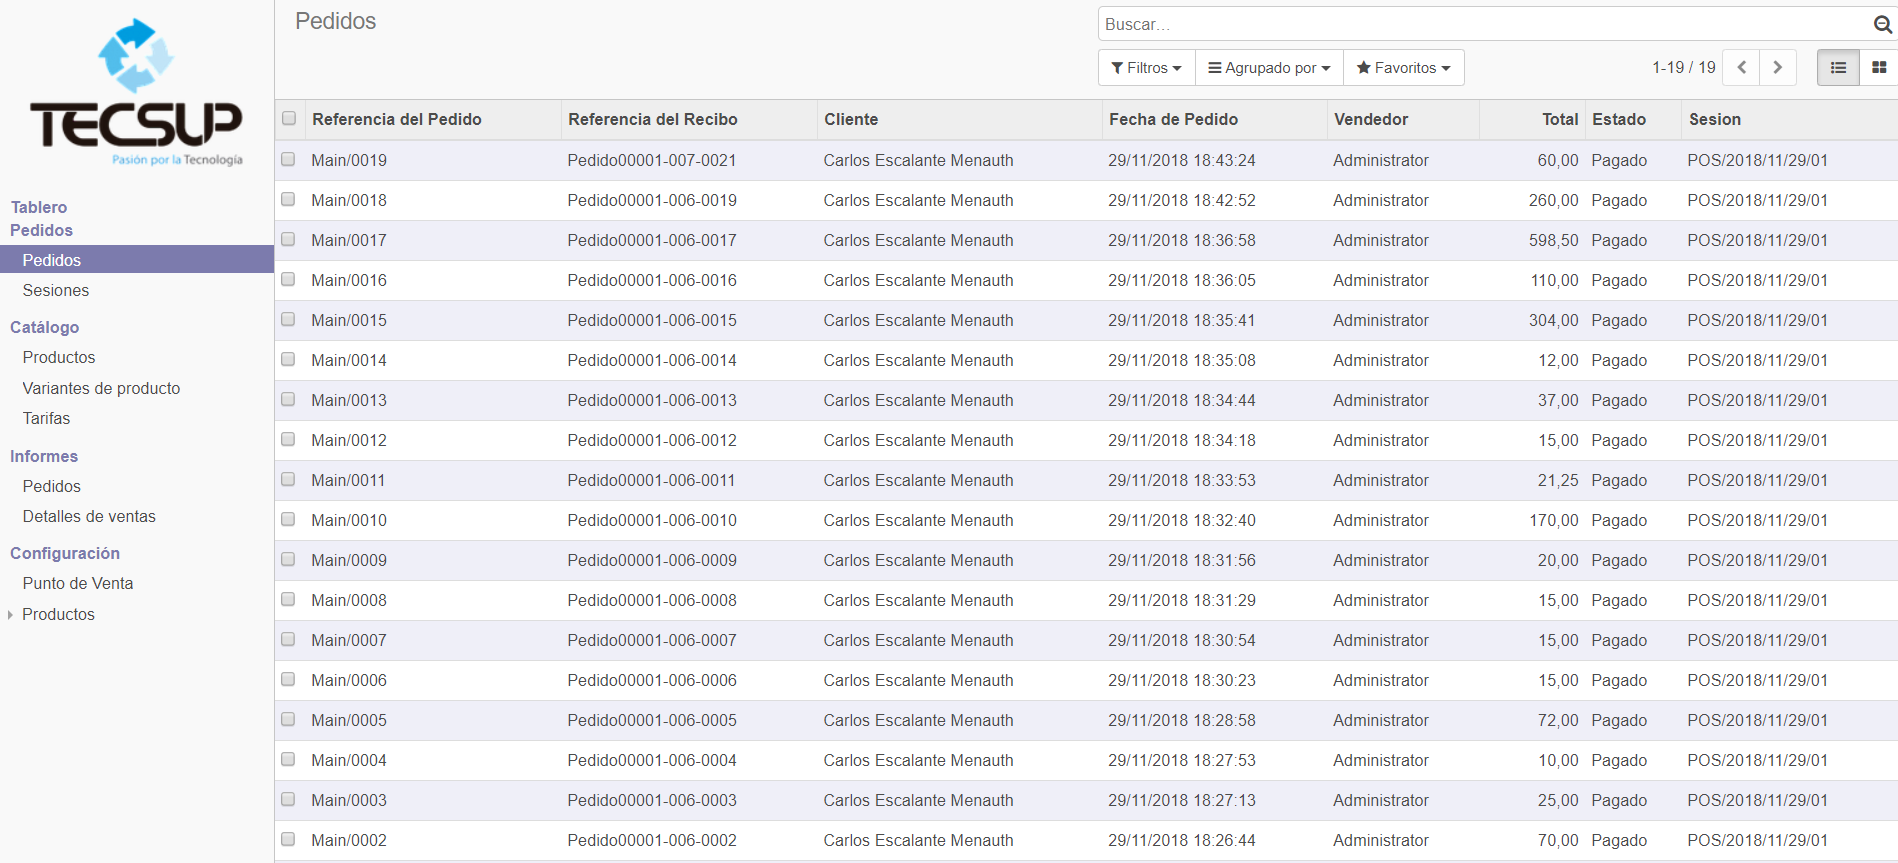 TECSUP
Pasión por la Tecnología
Tablero
Pedidos
Pedidos
Sesiones
Catálogo
Productos
Variantes de producto
Tarifas
Informes
Pedidos
Detalles de ventas
Configuración
Punto de Venta
Productos
Pedidos
Buscar...
Filtros Agrupado por Favoritos 1-19 / 19
Referencia del Pedido Referencia del Recibo Cliente Fecha de Pedido Vendedor Total Estado Sesion
Main/0019 Pedido00001-007-0021 Carlos Escalante Menauth 29/11/2018 18:43:24 Administrator 60,00 Pagado POS/2018/11/29/01
Main/0018 Pedido00001-006-0019 Carlos Escalante Menauth 29/11/2018 18:42:52 Administrator 260,00 Pagado POS/2018/11/29/01
Main/0017 Pedido00001-006-0017 Carlos Escalante Menauth 29/11/2018 18:36:58 Administrator 598,50 Pagado POS/2018/11/29/01
Main/0016 Pedido00001-006-0016 Carlos Escalante Menauth 29/11/2018 18:36:05 Administrator 110,00 Pagado POS/2018/11/29/01
Main/0015 Pedido00001-006-0015 Carlos Escalante Menauth 29/11/2018 18:35:41 Administrator 304,00 Pagado POS/2018/11/29/01
Main/0014 Pedido00001-006-0014 Carlos Escalante Menauth 29/11/2018 18:35:08 Administrator 12,00 Pagado POS/2018/11/29/01
Main/0013 Pedido00001-006-0013 Carlos Escalante Menauth 29/11/2018 18:34:44 Administrator 37,00 Pagado POS/2018/11/29/01
Main/0012 Pedido00001-006-0012 Carlos Escalante Menauth 29/11/2018 18:34:18 Administrator 15,00 Pagado POS/2018/11/29/01
Main/0011 Pedido00001-006-0011 Carlos Escalante Menauth 29/11/2018 18:33:53 Administrator 21,25 Pagado POS/2018/11/29/01
Main/0010 Pedido00001-006-0010 Carlos Escalante Menauth 29/11/2018 18:32:40 Administrator 170,00 Pagado POS/2018/11/29/01
Main/0009 Pedido00001-006-0009 Carlos Escalante Menauth 29/11/2018 18:31:56 Administrator 20,00 Pagado POS/2018/11/29/01
Main/0008 Pedido00001-006-0008 Carlos Escalante Menauth 29/11/2018 18:31:29 Administrator 15,00 Pagado POS/2018/11/29/01
Main/0007 Pedido00001-006-0007 Carlos Escalante Menauth 29/11/2018 18:30:54 Administrator 15,00 Pagado POS/2018/11/29/01
Main/0006 Pedido00001-006-0006 Carlos Escalante Menauth 29/11/2018 18:30:23 Administrator 15,00 Pagado POS/2018/11/29/01
Main/0005 Pedido00001-006-0005 Carlos Escalante Menauth 29/11/2018 18:28:58 Administrator 72,00 Pagado POS/2018/11/29/01
Main/0004 Pedido00001-006-0004 Carlos Escalante Menauth 29/11/2018 18:27:53 Administrator 10,00 Pagado POS/2018/11/29/01
Main/0003 Pedido00001-006-0003 Carlos Escalante Menauth 29/11/2018 18:27:13 Administrator 25,00 Pagado POS/2018/11/29/01
Main/0002 Pedido00001-006-0002 Carlos Escalante Menauth 29/11/2018 18:26:44 Administrator 70,00 Pagado POS/2018/11/29/01